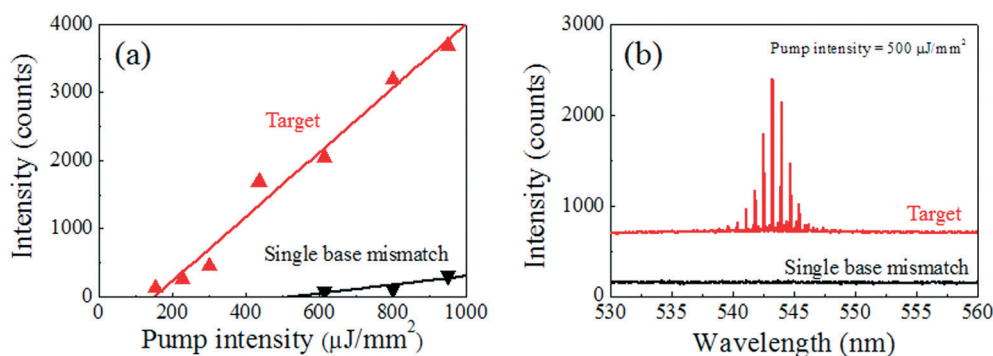 (a)
Intensity (counts)
4000
3000
2000
1000
0
Target
Single base mismatch
0 200 400 600 800 1000
Pump intensity (µJ/mm²)
(b)
Pump intensity = 500 µJ/mm²
Intensity (counts)
3000
2000
1000
0
Target
Single base mismatch
530 535 540 545 550 555 560
Wavelength (nm)